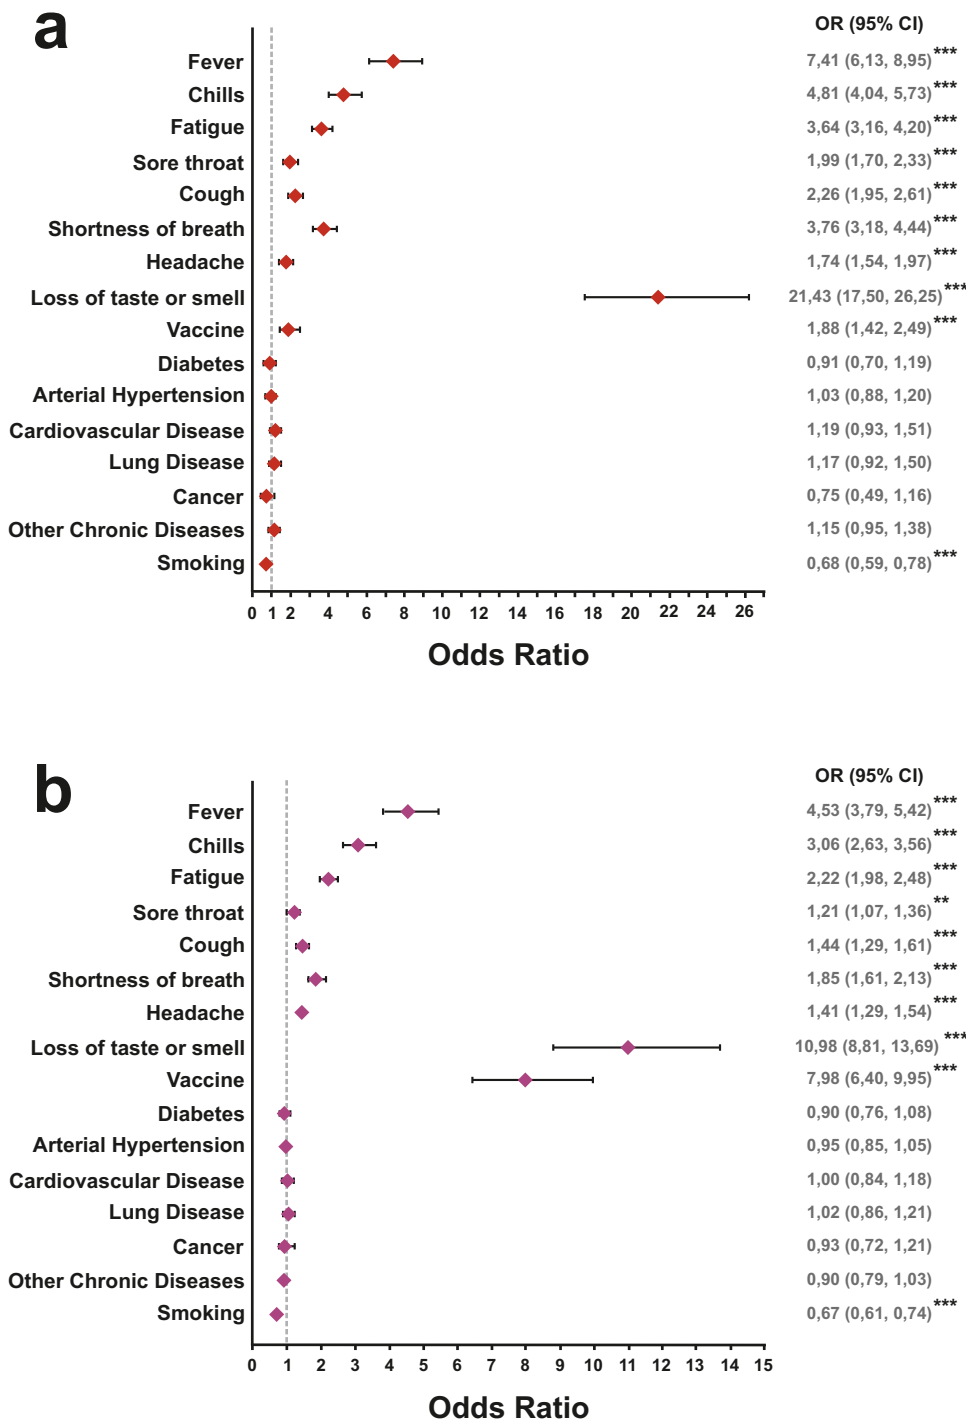 a
OR (95% CI)
Fever 7,41 (6,13, 8,95)***
Chills 4,81 (4,04, 5,73)***
Fatigue 3,64 (3,16, 4,20)***
Sore throat 1,99 (1,70, 2,33)***
Cough 2,26 (1,95, 2,61)***
Shortness of breath 3,76 (3,18, 4,44)***
Headache 1,74 (1,54, 1,97)***
Loss of taste or smell 21,43 (17,50, 26,25)***
Vaccine 1,88 (1,42, 2,49)***
Diabetes 0,91 (0,70, 1,19)
Arterial Hypertension 1,03 (0,88, 1,20)
Cardiovascular Disease 1,19 (0,93, 1,51)
Lung Disease 1,17 (0,92, 1,50)
Cancer 0,75 (0,49, 1,16)
Other Chronic Diseases 1,15 (0,95, 1,38)
Smoking 0,68 (0,59, 0,78)***
0 1 2 4 6 8 10 12 14 16 18 20 22 24 26
Odds Ratio
b
OR (95% CI)
Fever 4,53 (3,79, 5,42)***
Chills 3,06 (2,63, 3,56)***
Fatigue 2,22 (1,98, 2,48)***
Sore throat 1,21 (1,07, 1,36)**
Cough 1,44 (1,29, 1,61)***
Shortness of breath 1,85 (1,61, 2,13)***
Headache 1,41 (1,29, 1,54)***
Loss of taste or smell 10,98 (8,81, 13,69)***
Vaccine 7,98 (6,40, 9,95)***
Diabetes 0,90 (0,76, 1,08)
Arterial Hypertension 0,95 (0,85, 1,05)
Cardiovascular Disease 1,00 (0,84, 1,18)
Lung Disease 1,02 (0,86, 1,21)
Cancer 0,93 (0,72, 1,21)
Other Chronic Diseases 0,90 (0,79, 1,03)
Smoking 0,67 (0,61, 0,74)***
0 1 2 3 4 5 6 7 8 9 10 11 12 13 14 15
Odds Ratio